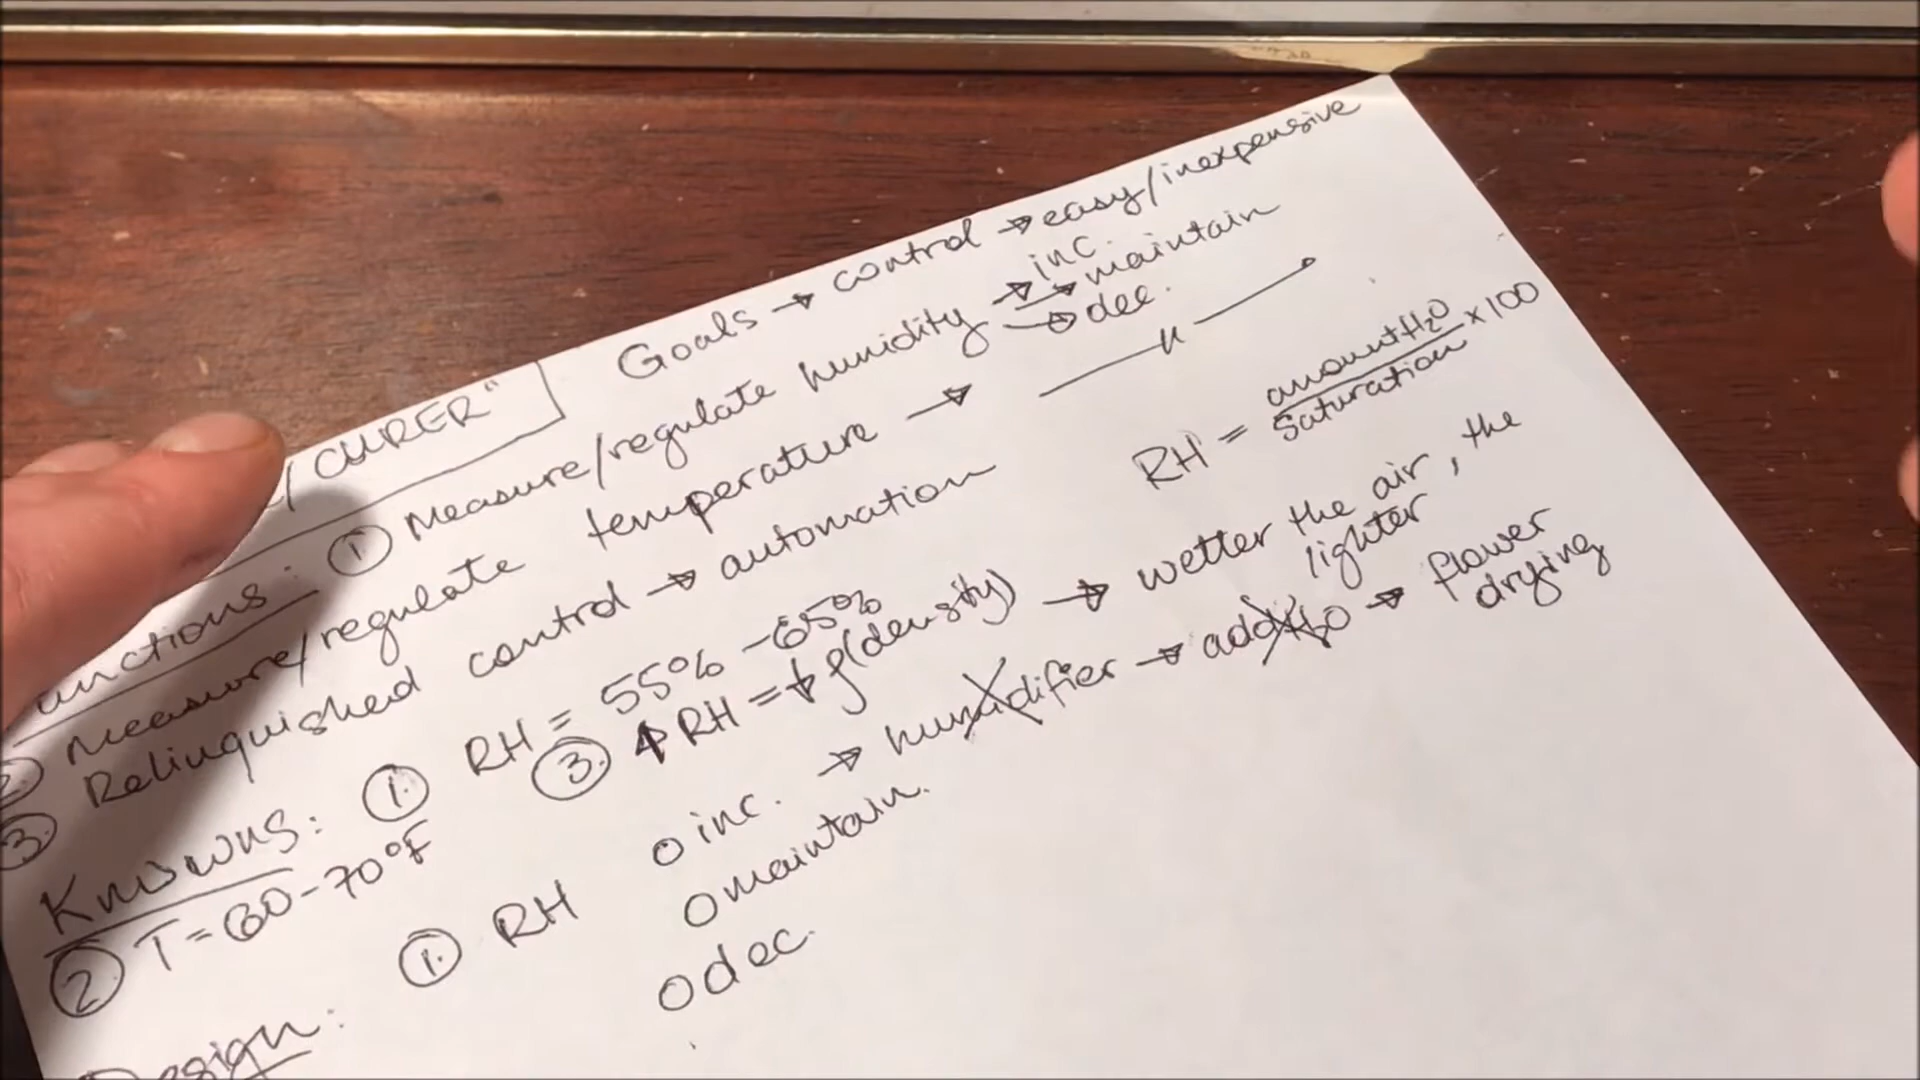 /CURER"
Goals → control → easy/inexpensive
Functions: ① Measure/regulate humidity → inc.
→ maintain
→ dec.
② Measure/regulate temperature → —— " ——
③ Relinquished control → automation
RH = amount H₂O / Saturation × 100
Knowns: ① RH = 55% - 65%
② T = 60-70°F
③ ↑ RH = ↓ ρ(density) → wetter the air, the
lighter
Design: ① RH
o inc. → humidifier → add H₂O → flower
drying
o maintain.
o dec.